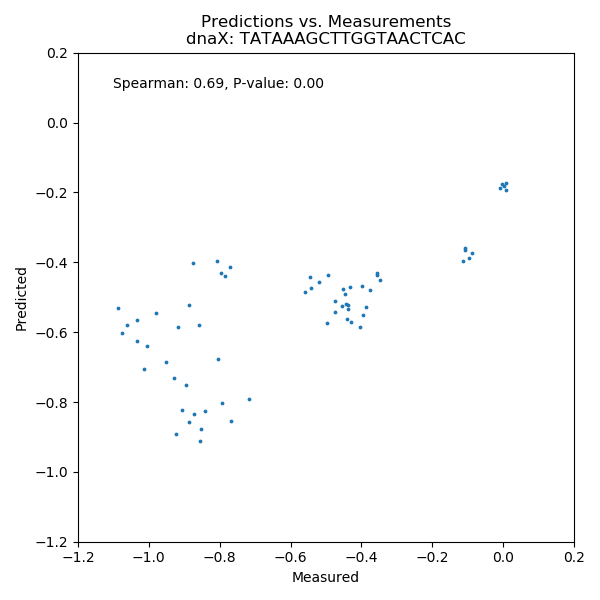 Predictions vs. Measurements
dnaX: TATAAAGCTTGGTAACTCAC
Spearman: 0.69, P-value: 0.00
Predicted
0.2
0.0
−0.2
−0.4
−0.6
−0.8
−1.0
−1.2
−1.2 −1.0 −0.8 −0.6 −0.4 −0.2 0.0 0.2
Measured